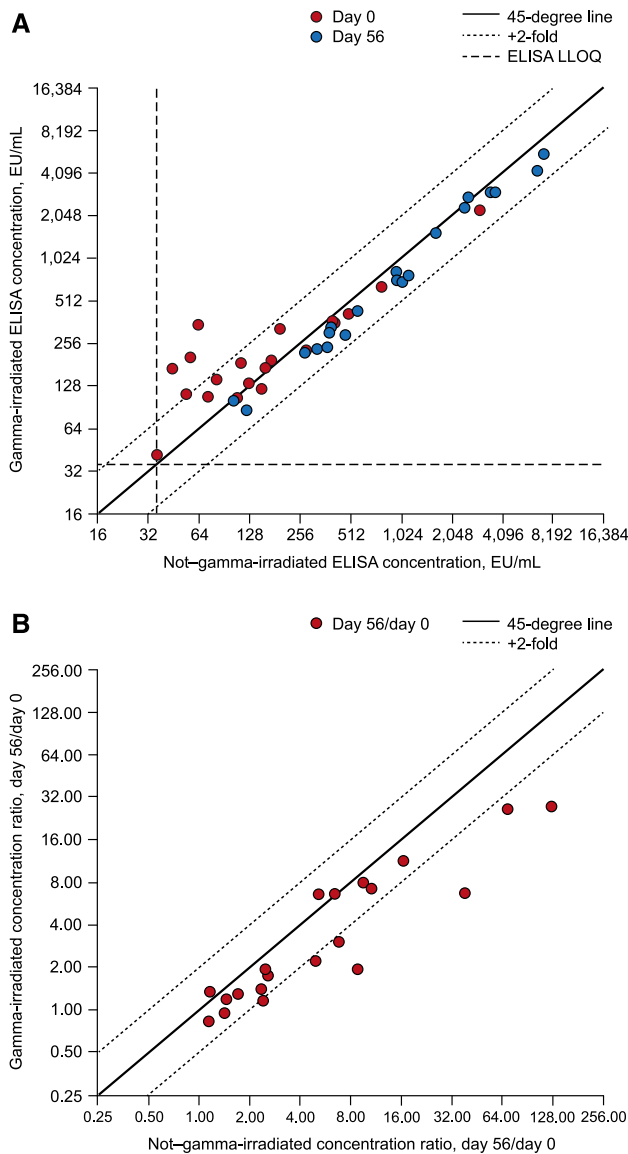 A
Day 0
Day 56
45-degree line
+2-fold
ELISA LLOQ
Gamma-irradiated ELISA concentration, EU/mL
16,384
8,192
4,096
2,048
1,024
512
256
128
64
32
16
16 32 64 128 256 512 1,024 2,048 4,096 8,192 16,384
Not–gamma-irradiated ELISA concentration, EU/mL
B
Day 56/day 0
45-degree line
+2-fold
Gamma-irradiated concentration ratio, day 56/day 0
256.00
128.00
64.00
32.00
16.00
8.00
4.00
2.00
1.00
0.50
0.25
0.25 0.50 1.00 2.00 4.00 8.00 16.00 32.00 64.00 128.00 256.00
Not–gamma-irradiated concentration ratio, day 56/day 0